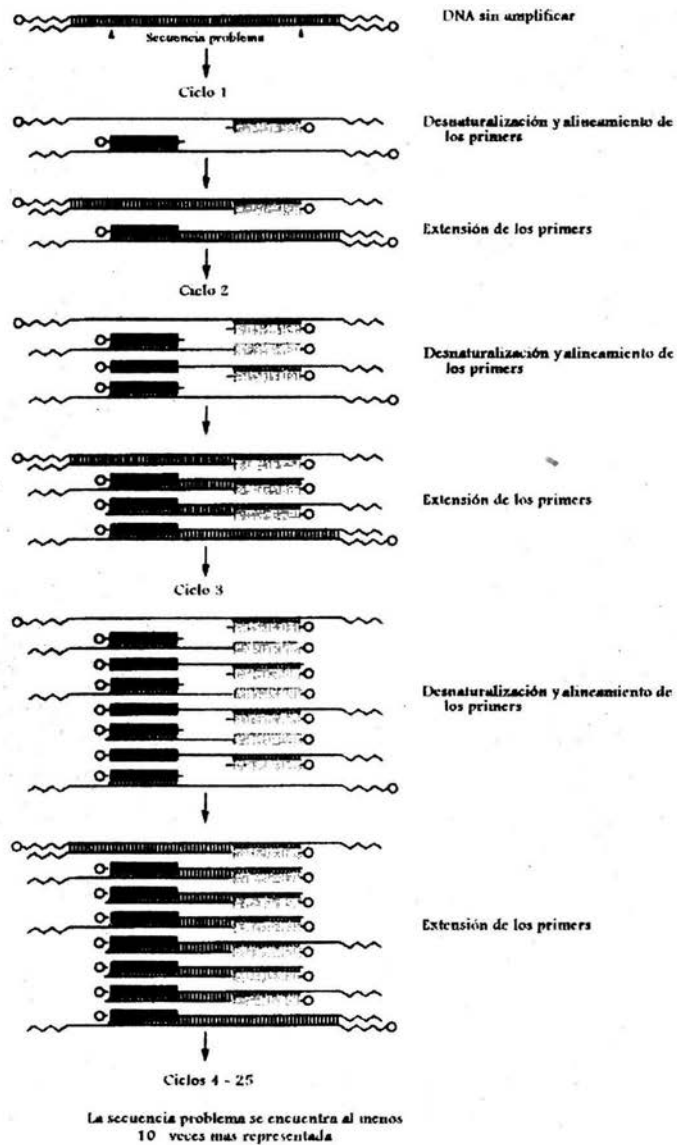 DNA sin amplificar
Secuencia problema
Ciclo 1
Desnaturalización y alineamiento de
los primers
Extensión de los primers
Ciclo 2
Desnaturalización y alineamiento de
los primers
Extensión de los primers
Ciclo 3
Desnaturalización y alineamiento de
los primers
Extensión de los primers
Ciclos 4 - 25
La secuencia problema se encuentra al menos
10 veces mas representada